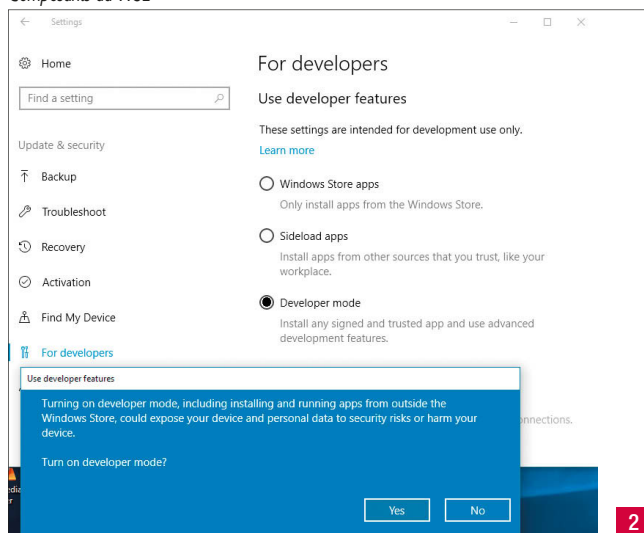 Settings
Home
For developers
Find a setting
Use developer features
These settings are intended for development use only.
Learn more
Update & security
Backup
Windows Store apps
Only install apps from the Windows Store.
Troubleshoot
Sideload apps
Recovery
Install apps from other sources that you trust, like your
workplace.
Activation
Developer mode
Find My Device
Install any signed and trusted app and use advanced
development features.
For developers
Use developer features
Turning on developer mode, including installing and running apps from outside the
Windows Store, could expose your device and personal data to security risks or harm your
device.
onnections.
Turn on developer mode?
Yes
No
2